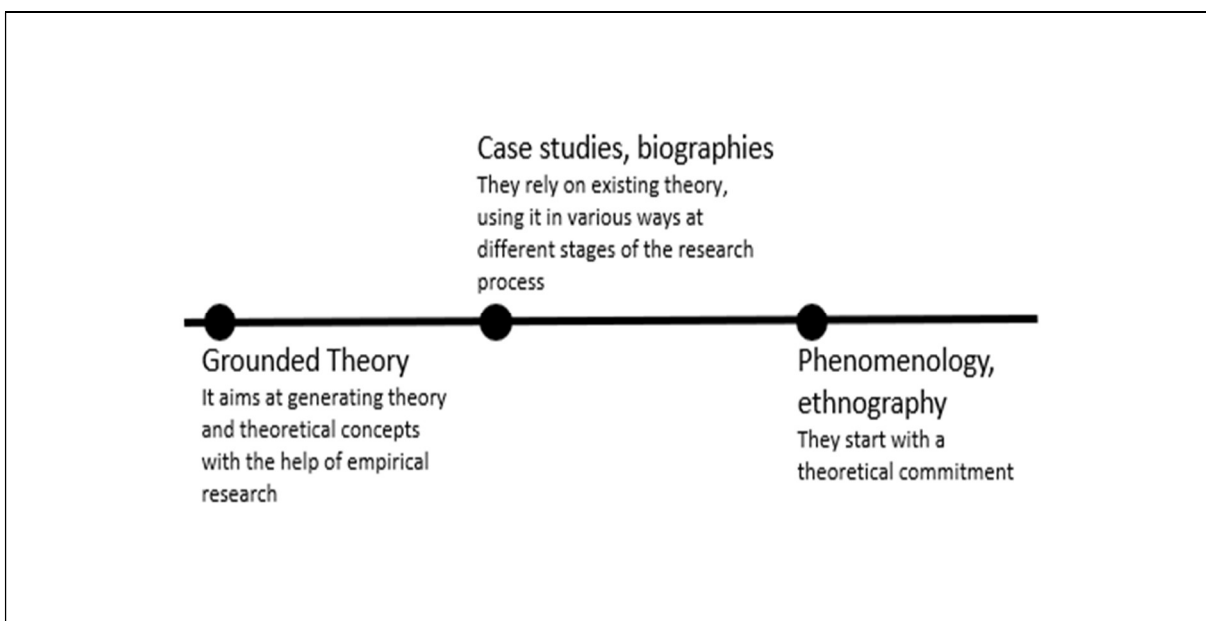 Case studies, biographies
They rely on existing theory,
using it in various ways at
different stages of the research
process
Grounded Theory
It aims at generating theory
and theoretical concepts
with the help of empirical
research
Phenomenology,
ethnography
They start with a
theoretical commitment